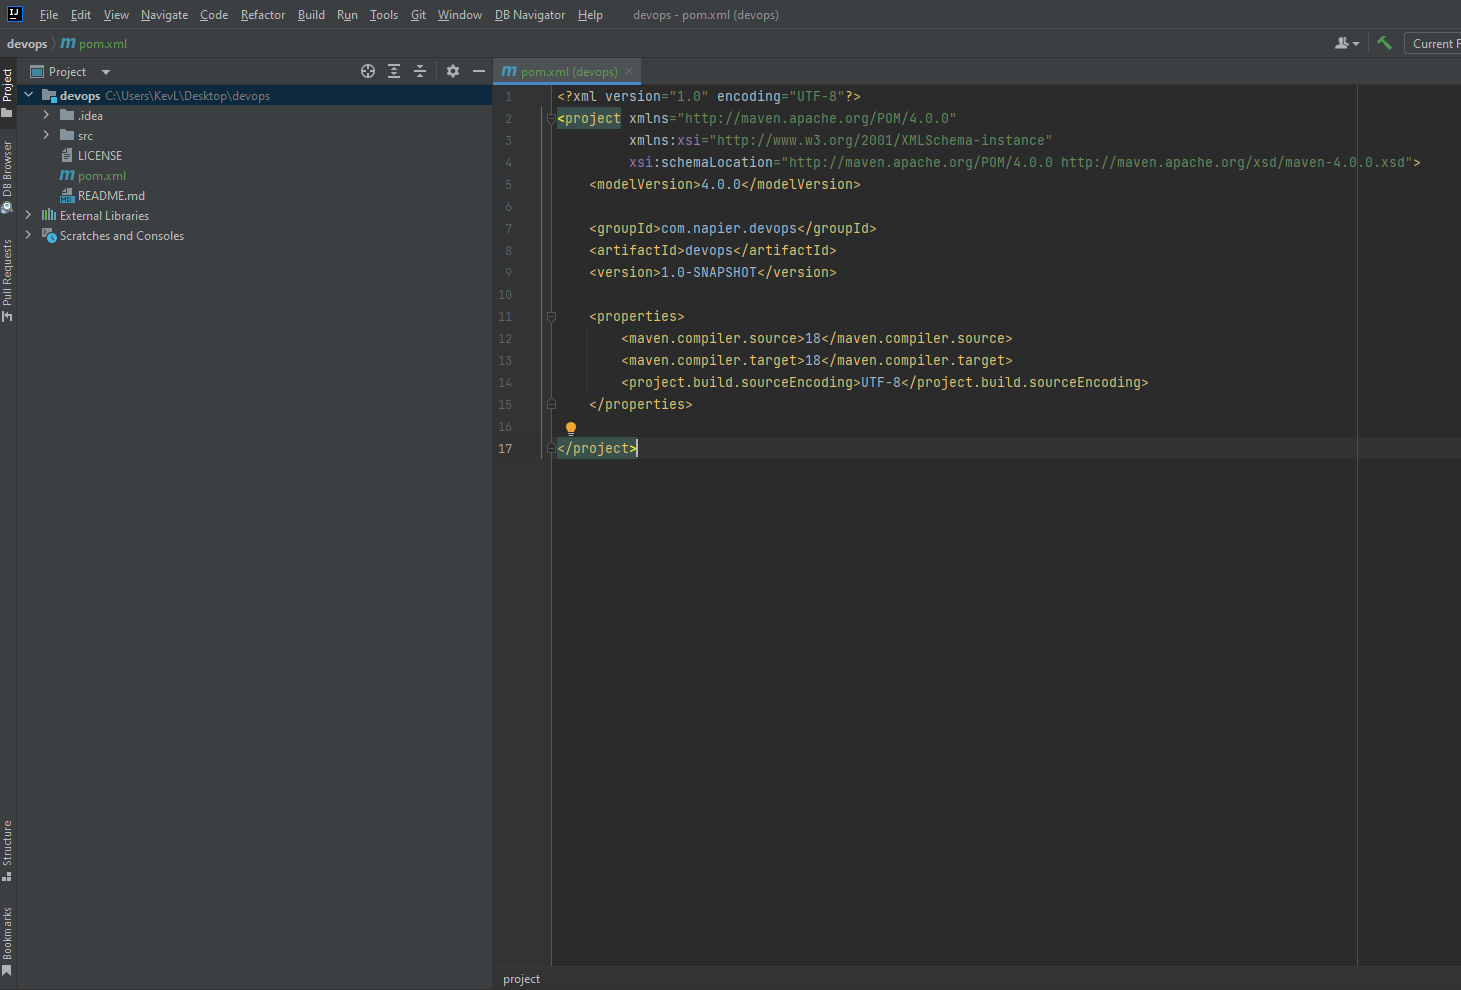 IJ File Edit View Navigate Code Refactor Build Run Tools Git Window DB Navigator Help devops - pom.xml (devops)
devops m pom.xml Current F
Project
m pom.xml (devops)
devops C:\Users\KevL\Desktop\devops
.idea
src
LICENSE
m pom.xml
MD README.md
External Libraries
Scratches and Consoles
Project
DB Browser
Pull Requests
Structure
Bookmarks
1 <?xml version="1.0" encoding="UTF-8"?>
2 <project xmlns="http://maven.apache.org/POM/4.0.0"
3 xmlns:xsi="http://www.w3.org/2001/XMLSchema-instance"
4 xsi:schemaLocation="http://maven.apache.org/POM/4.0.0 http://maven.apache.org/xsd/maven-4.0.0.xsd">
5 <modelVersion>4.0.0</modelVersion>
6
7 <groupId>com.napier.devops</groupId>
8 <artifactId>devops</artifactId>
9 <version>1.0-SNAPSHOT</version>
10
11 <properties>
12 <maven.compiler.source>18</maven.compiler.source>
13 <maven.compiler.target>18</maven.compiler.target>
14 <project.build.sourceEncoding>UTF-8</project.build.sourceEncoding>
15 </properties>
16
17 </project>
project